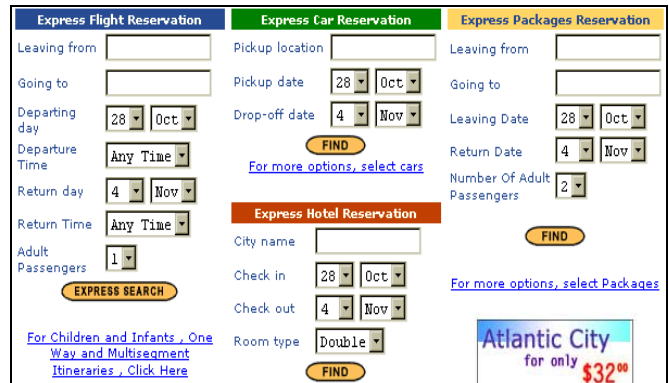 Express Flight Reservation
Leaving from
Going to
Departing
day
28 Oct
Departure
Time
Any Time
Return day
4 Nov
Return Time
Any Time
Adult
Passengers
1
EXPRESS SEARCH
For Children and Infants , One
Way and Multisegment
Itineraries , Click Here
Express Car Reservation
Pickup location
Pickup date
28 Oct
Drop-off date
4 Nov
FIND
For more options, select cars
Express Hotel Reservation
City name
Check in
28 Oct
Check out
4 Nov
Room type
Double
FIND
Express Packages Reservation
Leaving from
Going to
Leaving Date
28 Oct
Return Date
4 Nov
Number Of Adult
Passengers
2
FIND
For more options, select Packages
Atlantic City
for only
$32⁰⁰